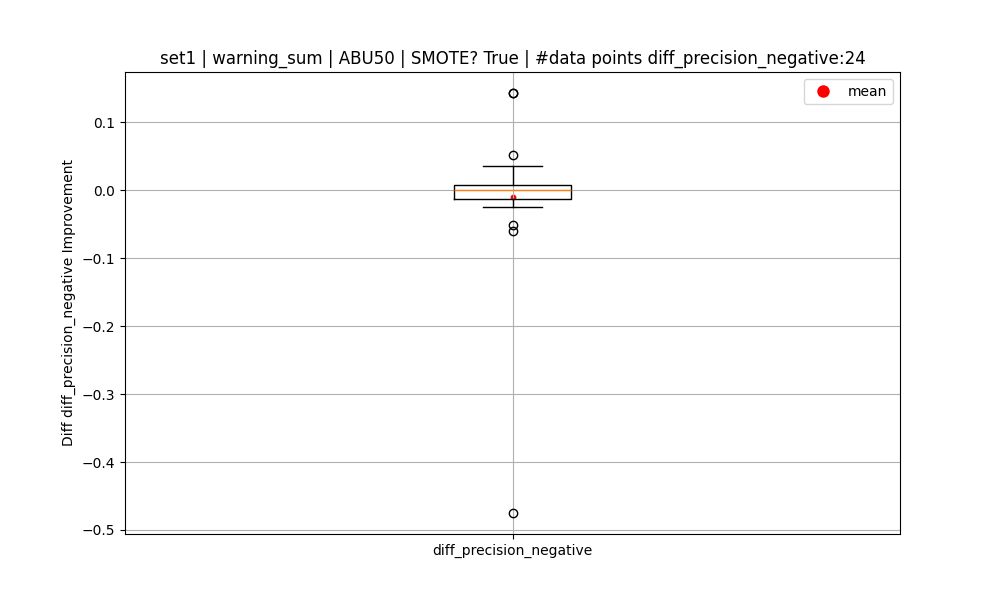 set1 | warning_sum | ABU50 | SMOTE? True | #data points diff_precision_negative:24
mean
0.1
0.0
−0.1
−0.2
−0.3
−0.4
−0.5
Diff diff_precision_negative Improvement
diff_precision_negative